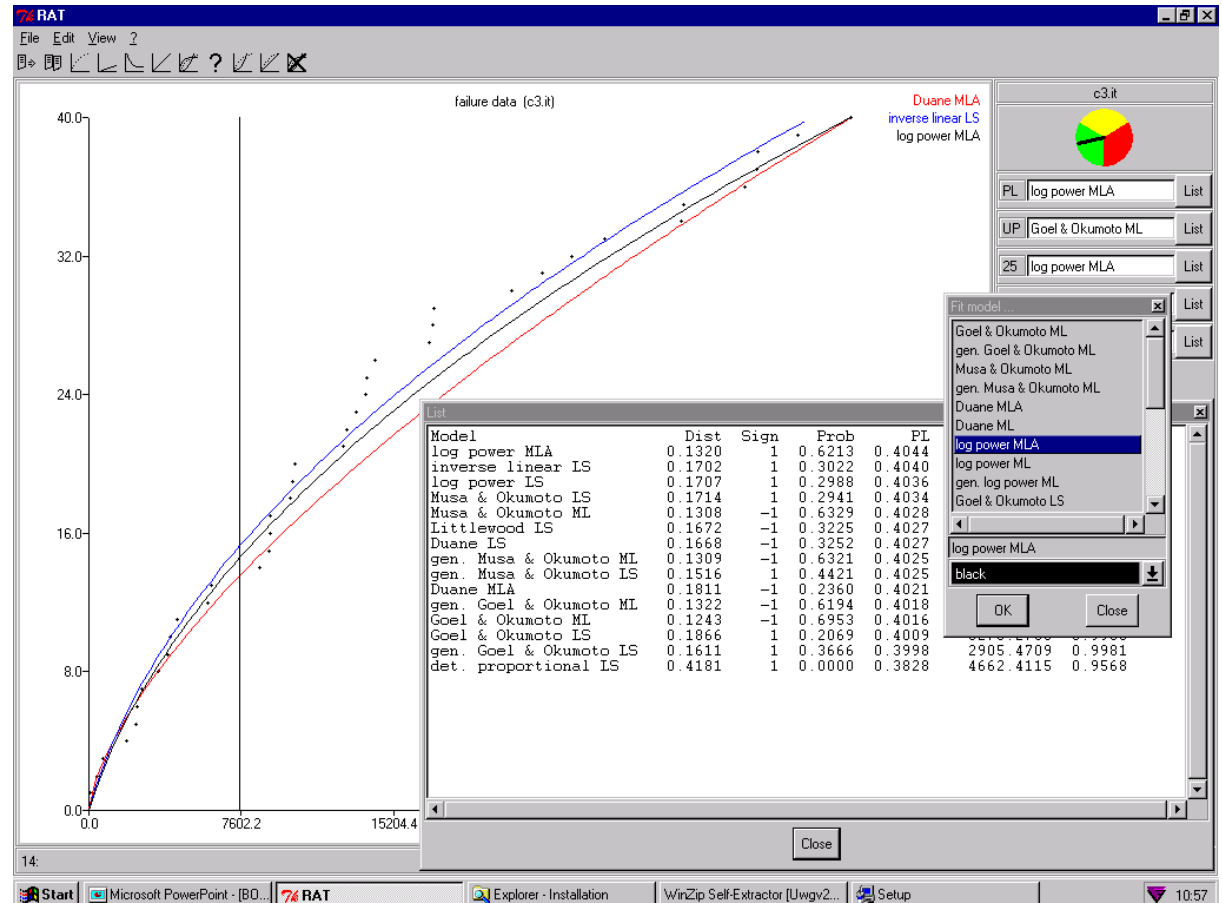 RAT
File Edit View ?
failure data (c3.it)
Duane MLA
inverse linear LS
log power MLA
40.0
32.0
24.0
16.0
8.0
0.0
0.0 7602.2 15204.4
14:
c3.it
PL log power MLA List
UP Goel & Okumoto ML List
25 log power MLA List
List
List
Fit model ...
Goel & Okumoto ML
gen. Goel & Okumoto ML
Musa & Okumoto ML
gen. Musa & Okumoto ML
Duane MLA
Duane ML
log power MLA
log power ML
gen. log power ML
Goel & Okumoto LS
log power MLA
black
OK Close
List
Model Dist Sign Prob PL
log power MLA 0.1320 1 0.6213 0.4044
inverse linear LS 0.1702 1 0.3022 0.4040
log power LS 0.1707 1 0.2988 0.4036
Musa & Okumoto LS 0.1714 1 0.2941 0.4034
Musa & Okumoto ML 0.1308 -1 0.6329 0.4028
Littlewood LS 0.1672 -1 0.3225 0.4027
Duane LS 0.1668 -1 0.3252 0.4027
gen. Musa & Okumoto ML 0.1309 -1 0.6321 0.4025
gen. Musa & Okumoto LS 0.1516 1 0.4421 0.4025
Duane MLA 0.1811 -1 0.2360 0.4021
gen. Goel & Okumoto ML 0.1322 -1 0.6194 0.4018
Goel & Okumoto ML 0.1243 -1 0.6953 0.4016
Goel & Okumoto LS 0.1866 1 0.2069 0.4009
gen. Goel & Okumoto LS 0.1611 1 0.3666 0.3998 2905.4709 0.9981
det. proportional LS 0.4181 1 0.0000 0.3828 4662.4115 0.9568
Close
Start Microsoft PowerPoint - [BO... RAT Explorer - Installation WinZip Self-Extractor [Uwgv2... Setup 10:57